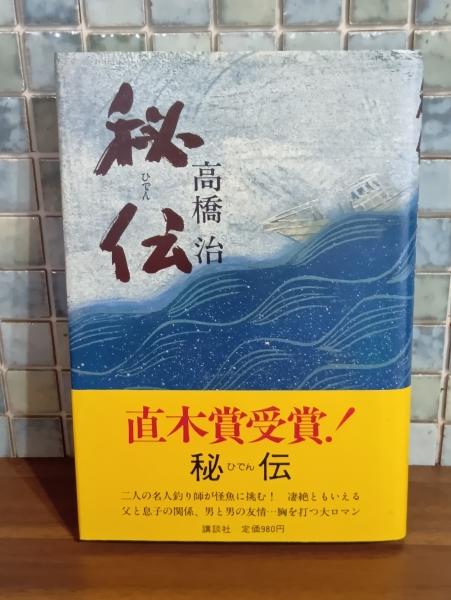 秘伝
ひでん
高橋治
直木賞受賞!
秘ひでん伝
二人の名人釣り師が怪魚に挑む! 凄絶ともいえる
父と息子の関係、男と男の友情…胸を打つ大ロマン
講談社 定価980円